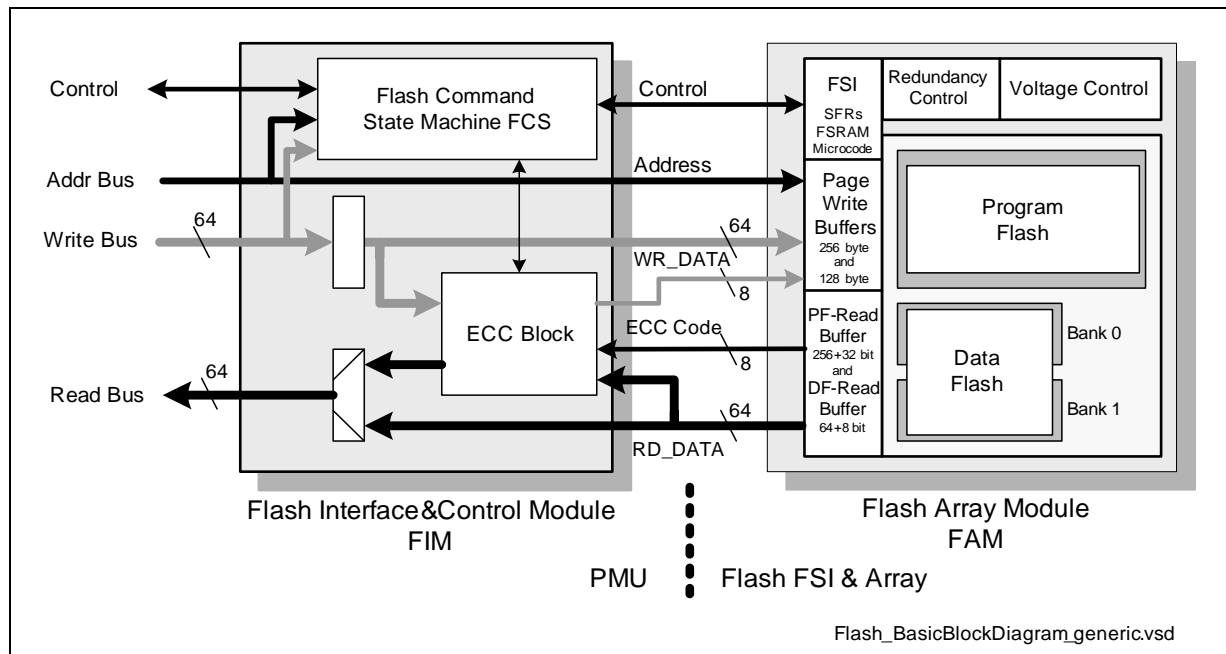 Control
Addr Bus
64
Write Bus
64
Read Bus
Flash Command
State Machine FCS
ECC Block
Flash Interface&Control Module
FIM
Control
Address
64
WR_DATA
8
ECC Code
8
64
RD_DATA
FSI
SFRs
FSRAM
Microcode
Redundancy
Control
Voltage Control
Page
Write
Buffers
256 byte
and
128 byte
PF-Read
Buffer
256+32 bit
and
DF-Read
Buffer
64+8 bit
Program
Flash
Data
Flash
Bank 0
Bank 1
Flash Array Module
FAM
PMU
Flash FSI & Array
Flash_BasicBlockDiagram_generic.vsd